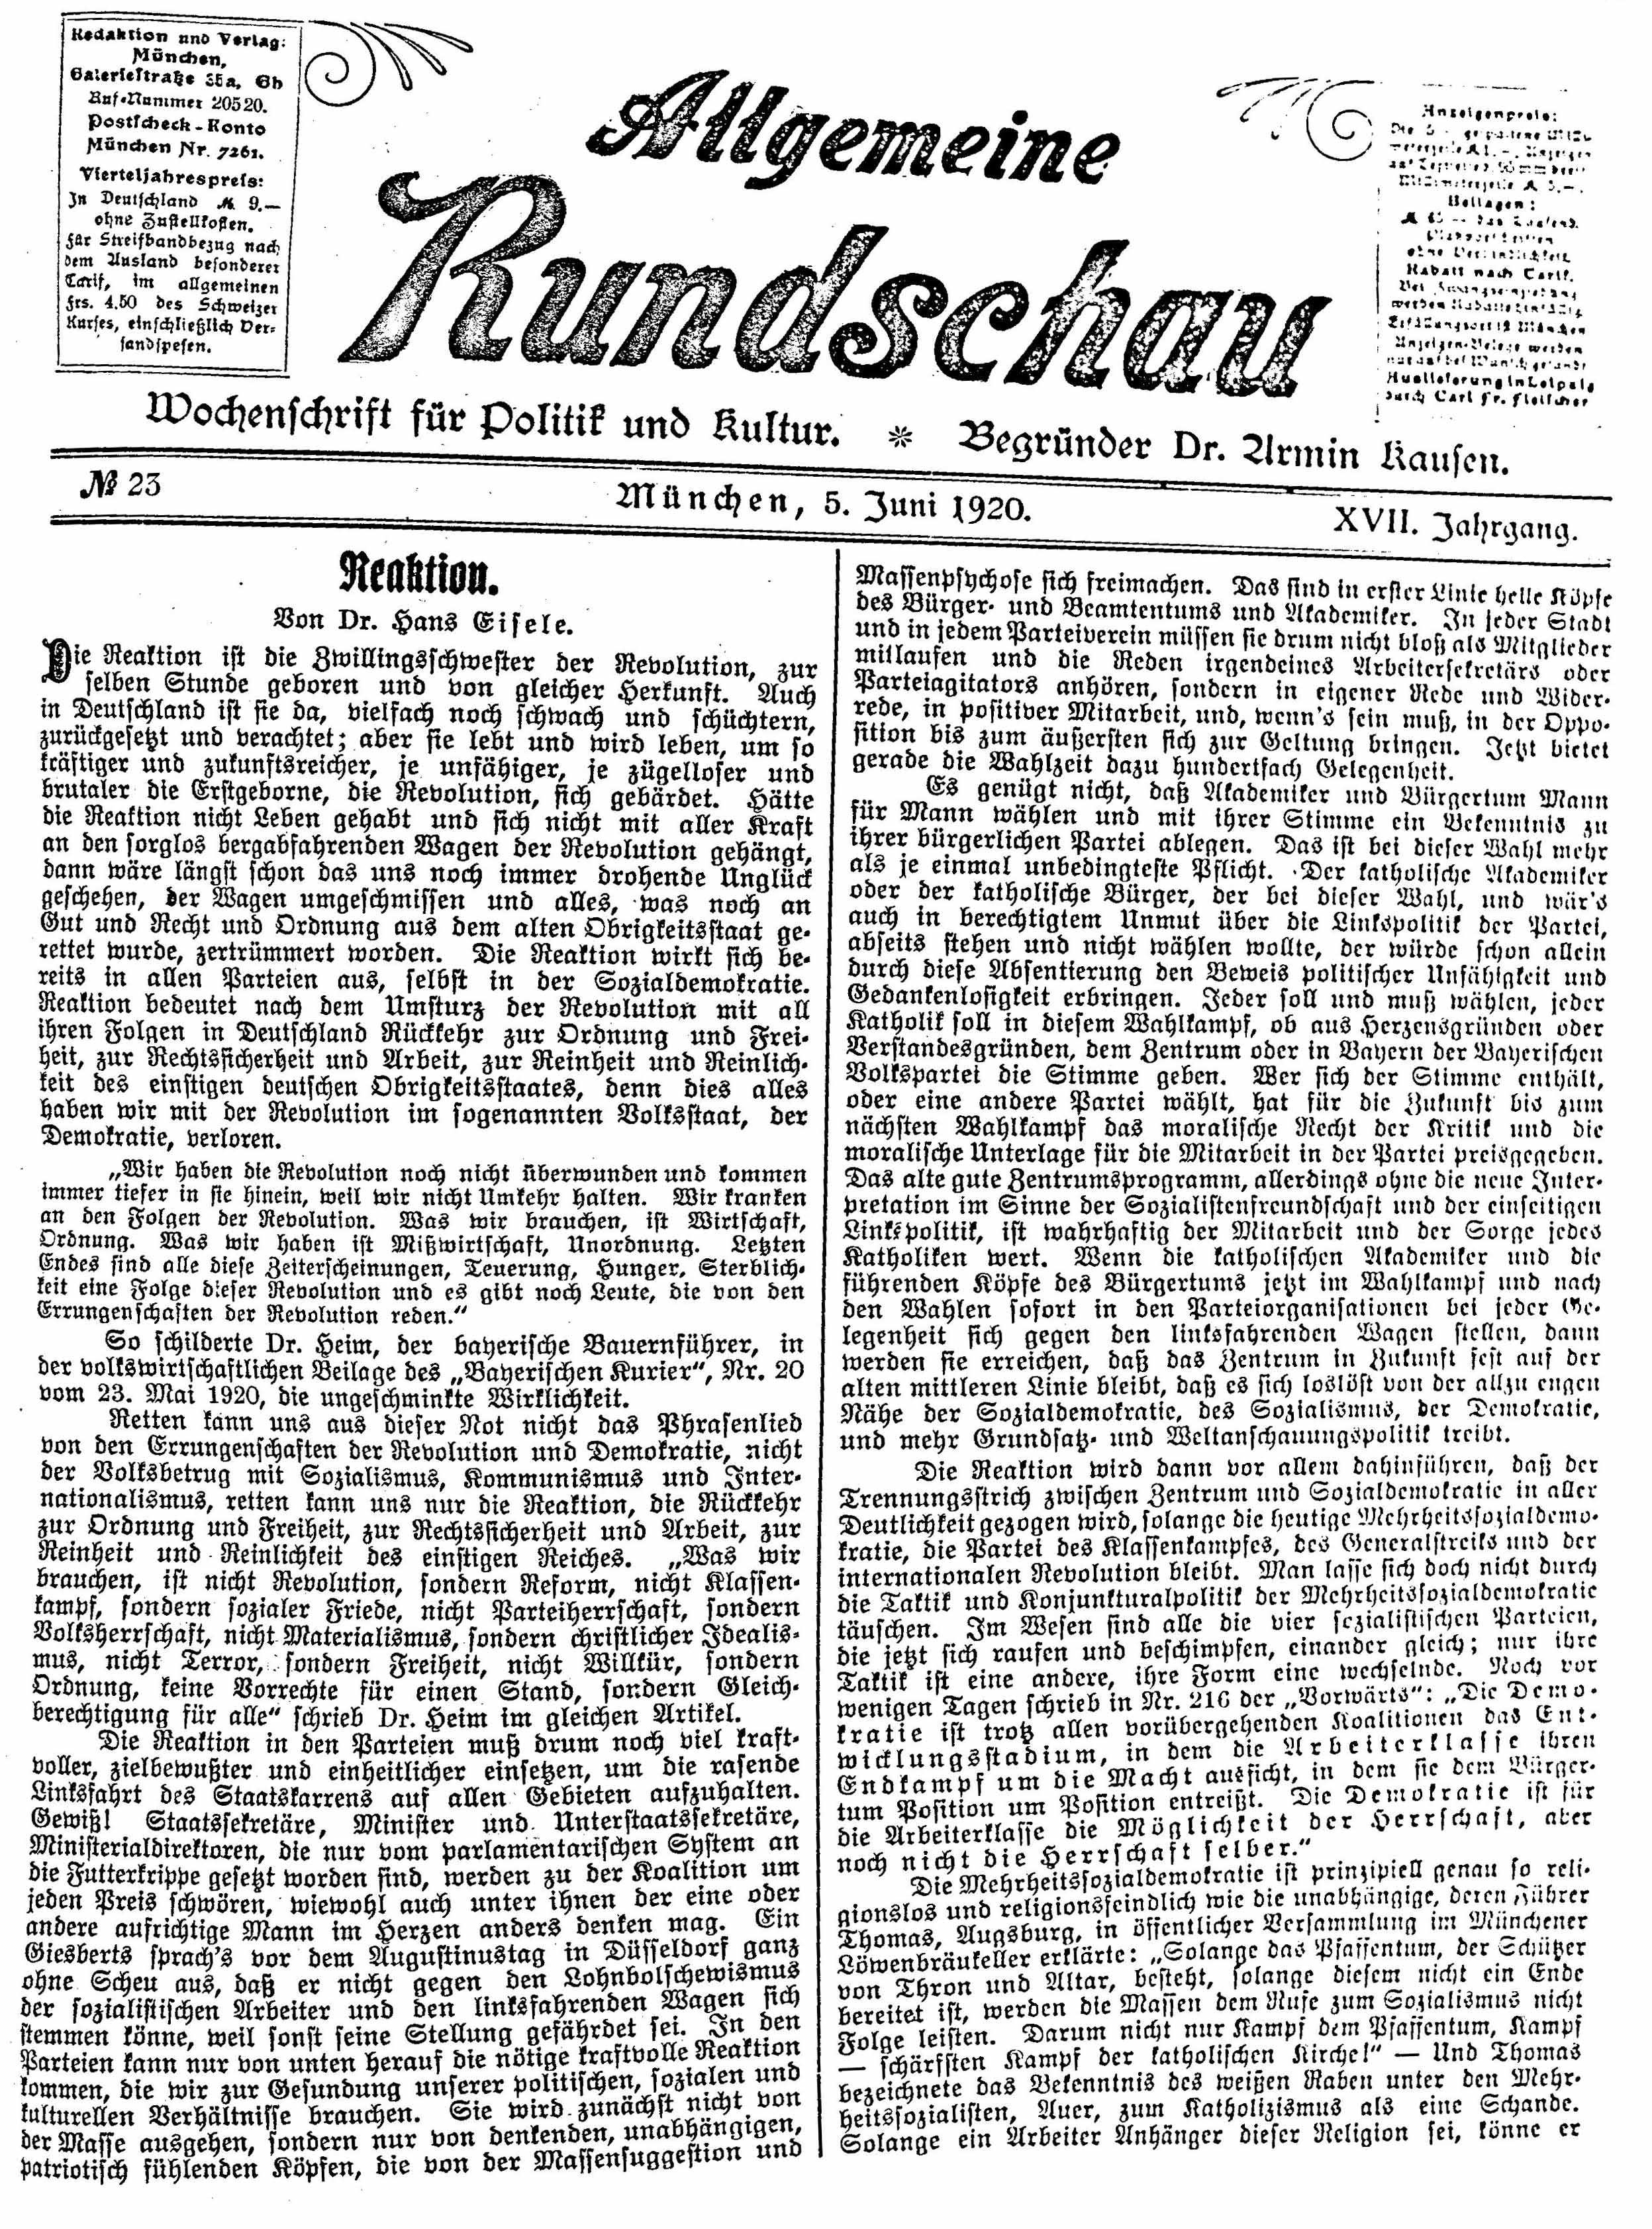 Redaktion und Verlag:
München,
Galeriestraße 35a, Gh
Ruf-Nummer 20520.
Postscheck-Konto
München Nr. 7261.
Vierteljahrespreis:
In Deutschland M. 9.—
ohne Zustellkosten.
Für Streifbandbezug nach
dem Ausland besonderer
Tarif, im allgemeinen
Frs. 4.50 des Schweizer
Kurses, einschließlich Ver-
sandspesen.
Allgemeine
Rundschau
Anzeigenpreis:
Beilagen:
Rabatt nach Tarif.
Erfüllungsort ist München
Anzeigen-Belege werden
Auslieferung in Leipzig
durch Carl Fr. Fleischer
Wochenschrift für Politik und Kultur. * Begründer Dr. Armin Kausen.
№ 23
München, 5. Juni 1920.
XVII. Jahrgang.
Reaktion.
Von Dr. Hans Eisele.
Die Reaktion ist die Zwillingsschwester der Revolution, zur
selben Stunde geboren und von gleicher Herkunft. Auch
in Deutschland ist sie da, vielfach noch schwach und schüchtern,
zurückgesetzt und verachtet; aber sie lebt und wird leben, um so
kräftiger und zukunftsreicher, je unfähiger, je zügelloser und
brutaler die Erstgeborne, die Revolution, sich gebärdet. Hätte
die Reaktion nicht Leben gehabt und sich nicht mit aller Kraft
an den sorglos bergabfahrenden Wagen der Revolution gehängt,
dann wäre längst schon das uns noch immer drohende Unglück
geschehen, der Wagen umgeschmissen und alles, was noch an
Gut und Recht und Ordnung aus dem alten Obrigkeitsstaat ge-
rettet wurde, zertrümmert worden. Die Reaktion wirkt sich be-
reits in allen Parteien aus, selbst in der Sozialdemokratie.
Reaktion bedeutet nach dem Umsturz der Revolution mit all
ihren Folgen in Deutschland Rückkehr zur Ordnung und Frei-
heit, zur Rechtssicherheit und Arbeit, zur Reinheit und Reinlich-
keit des einstigen deutschen Obrigkeitsstaates, denn dies alles
haben wir mit der Revolution im sogenannten Volksstaat, der
Demokratie, verloren.
„Wir haben die Revolution noch nicht überwunden und kommen
immer tiefer in sie hinein, weil wir nicht Umkehr halten. Wir kranken
an den Folgen der Revolution. Was wir brauchen, ist Wirtschaft,
Ordnung. Was wir haben ist Mißwirtschaft, Unordnung. Letzten
Endes sind alle diese Zeiterscheinungen, Teuerung, Hunger, Sterblich-
keit eine Folge dieser Revolution und es gibt noch Leute, die von den
Errungenschaften der Revolution reden.“
So schilderte Dr. Heim, der bayerische Bauernführer, in
der volkswirtschaftlichen Beilage des „Bayerischen Kurier“, Nr. 20
vom 23. Mai 1920, die ungeschminkte Wirklichkeit.
Retten kann uns aus dieser Not nicht das Phrasenlied
von den Errungenschaften der Revolution und Demokratie, nicht
der Volksbetrug mit Sozialismus, Kommunismus und Inter-
nationalismus, retten kann uns nur die Reaktion, die Rückkehr
zur Ordnung und Freiheit, zur Rechtssicherheit und Arbeit, zur
Reinheit und Reinlichkeit des einstigen Reiches. „Was wir
brauchen, ist nicht Revolution, sondern Reform, nicht Klassen-
kampf, sondern sozialer Friede, nicht Parteiherrschaft, sondern
Volksherrschaft, nicht Materialismus, sondern christlicher Idealis-
mus, nicht Terror, sondern Freiheit, nicht Willkür, sondern
Ordnung, keine Vorrechte für einen Stand, sondern Gleich-
berechtigung für alle“ schrieb Dr. Heim im gleichen Artikel.
Die Reaktion in den Parteien muß drum noch viel kraft-
voller, zielbewußter und einheitlicher einsetzen, um die rasende
Linksfahrt des Staatskarrens auf allen Gebieten aufzuhalten.
Gewiß! Staatssekretäre, Minister und Unterstaatssekretäre,
Ministerialdirektoren, die nur vom parlamentarischen System an
die Futterkrippe gesetzt worden sind, werden zu der Koalition um
jeden Preis schwören, wiewohl auch unter ihnen der eine oder
andere aufrichtige Mann im Herzen anders denken mag. Ein
Giesberts sprach's vor dem Augustinustag in Düsseldorf ganz
ohne Scheu aus, daß er nicht gegen den Lohnbolschewismus
der sozialistischen Arbeiter und den linksfahrenden Wagen sich
stemmen könne, weil sonst seine Stellung gefährdet sei. In den
Parteien kann nur von unten herauf die nötige kraftvolle Reaktion
kommen, die wir zur Gesundung unserer politischen, sozialen und
kulturellen Verhältnisse brauchen. Sie wird zunächst nicht von
der Masse ausgehen, sondern nur von denkenden, unabhängigen,
patriotisch fühlenden Köpfen, die von der Massensuggestion und
Massenpsychose sich freimachen. Das sind in erster Linie helle Köpfe
des Bürger- und Beamtentums und Akademiker. In jeder Stadt
und in jedem Parteiverein müssen sie drum nicht bloß als Mitglieder
mitlaufen und die Reden irgendeines Arbeitersekretärs oder
Parteiagitators anhören, sondern in eigener Rede und Wider-
rede, in positiver Mitarbeit, und, wenn's sein muß, in der Oppo-
sition bis zum äußersten sich zur Geltung bringen. Jetzt bietet
gerade die Wahlzeit dazu hundertfach Gelegenheit.
Es genügt nicht, daß Akademiker und Bürgertum Mann
für Mann wählen und mit ihrer Stimme ein Bekenntnis zu
ihrer bürgerlichen Partei ablegen. Das ist bei dieser Wahl mehr
als je einmal unbedingteste Pflicht. Der katholische Akademiker
oder der katholische Bürger, der bei dieser Wahl, und wär's
auch in berechtigtem Unmut über die Linkspolitik der Partei,
abseits stehen und nicht wählen wollte, der würde schon allein
durch diese Absentierung den Beweis politischer Unfähigkeit und
Gedankenlosigkeit erbringen. Jeder soll und muß wählen, jeder
Katholik soll in diesem Wahlkampf, ob aus Herzensgründen oder
Verstandesgründen, dem Zentrum oder in Bayern der Bayerischen
Volkspartei die Stimme geben. Wer sich der Stimme enthält,
oder eine andere Partei wählt, hat für die Zukunft bis zum
nächsten Wahlkampf das moralische Recht der Kritik und die
moralische Unterlage für die Mitarbeit in der Partei preisgegeben.
Das alte gute Zentrumsprogramm, allerdings ohne die neue Inter-
pretation im Sinne der Sozialistenfreundschaft und der einseitigen
Linkspolitik, ist wahrhaftig der Mitarbeit und der Sorge jedes
Katholiken wert. Wenn die katholischen Akademiker und die
führenden Köpfe des Bürgertums jetzt im Wahlkampf und nach
den Wahlen sofort in den Parteiorganisationen bei jeder Ge-
legenheit sich gegen den linksfahrenden Wagen stellen, dann
werden sie erreichen, daß das Zentrum in Zukunft fest auf der
alten mittleren Linie bleibt, daß es sich loslöst von der allzu engen
Nähe der Sozialdemokratie, des Sozialismus, der Demokratie,
und mehr Grundsatz- und Weltanschauungspolitik treibt.
Die Reaktion wird dann vor allem dahinführen, daß der
Trennungsstrich zwischen Zentrum und Sozialdemokratie in aller
Deutlichkeit gezogen wird, solange die heutige Mehrheitssozialdemo-
kratie, die Partei des Klassenkampfes, des Generalstreiks und der
internationalen Revolution bleibt. Man lasse sich doch nicht durch
die Taktik und Konjunkturalpolitik der Mehrheitssozialdemokratie
täuschen. Im Wesen sind alle die vier sozialistischen Parteien,
die jetzt sich raufen und beschimpfen, einander gleich; nur ihre
Taktik ist eine andere, ihre Form eine wechselnde. Noch vor
wenigen Tagen schrieb in Nr. 216 der „Vorwärts“: „Die Demo-
kratie ist trotz allen vorübergehenden Koalitionen das Ent-
wicklungsstadium, in dem die Arbeiterklasse ihren
Endkampf um die Macht ausficht, in dem sie dem Bürger-
tum Position um Position entreißt. Die Demokratie ist für
die Arbeiterklasse die Möglichkeit der Herrschaft, aber
noch nicht die Herrschaft selber.“
Die Mehrheitssozialdemokratie ist prinzipiell genau so reli-
gionslos und religionsfeindlich wie die unabhängige, deren Führer
Thomas, Augsburg, in öffentlicher Versammlung im Münchener
Löwenbräukeller erklärte: „Solange das Pfaffentum, der Schützer
von Thron und Altar, besteht, solange diesem nicht ein Ende
bereitet ist, werden die Massen dem Rufe zum Sozialismus nicht
Folge leisten. Darum nicht nur Kampf dem Pfaffentum, Kampf
— schärfsten Kampf der katholischen Kirche!“ — Und Thomas
bezeichnete das Bekenntnis des weißen Raben unter den Mehr-
heitssozialisten, Auer, zum Katholizismus als eine Schande.
Solange ein Arbeiter Anhänger dieser Religion sei, könne er